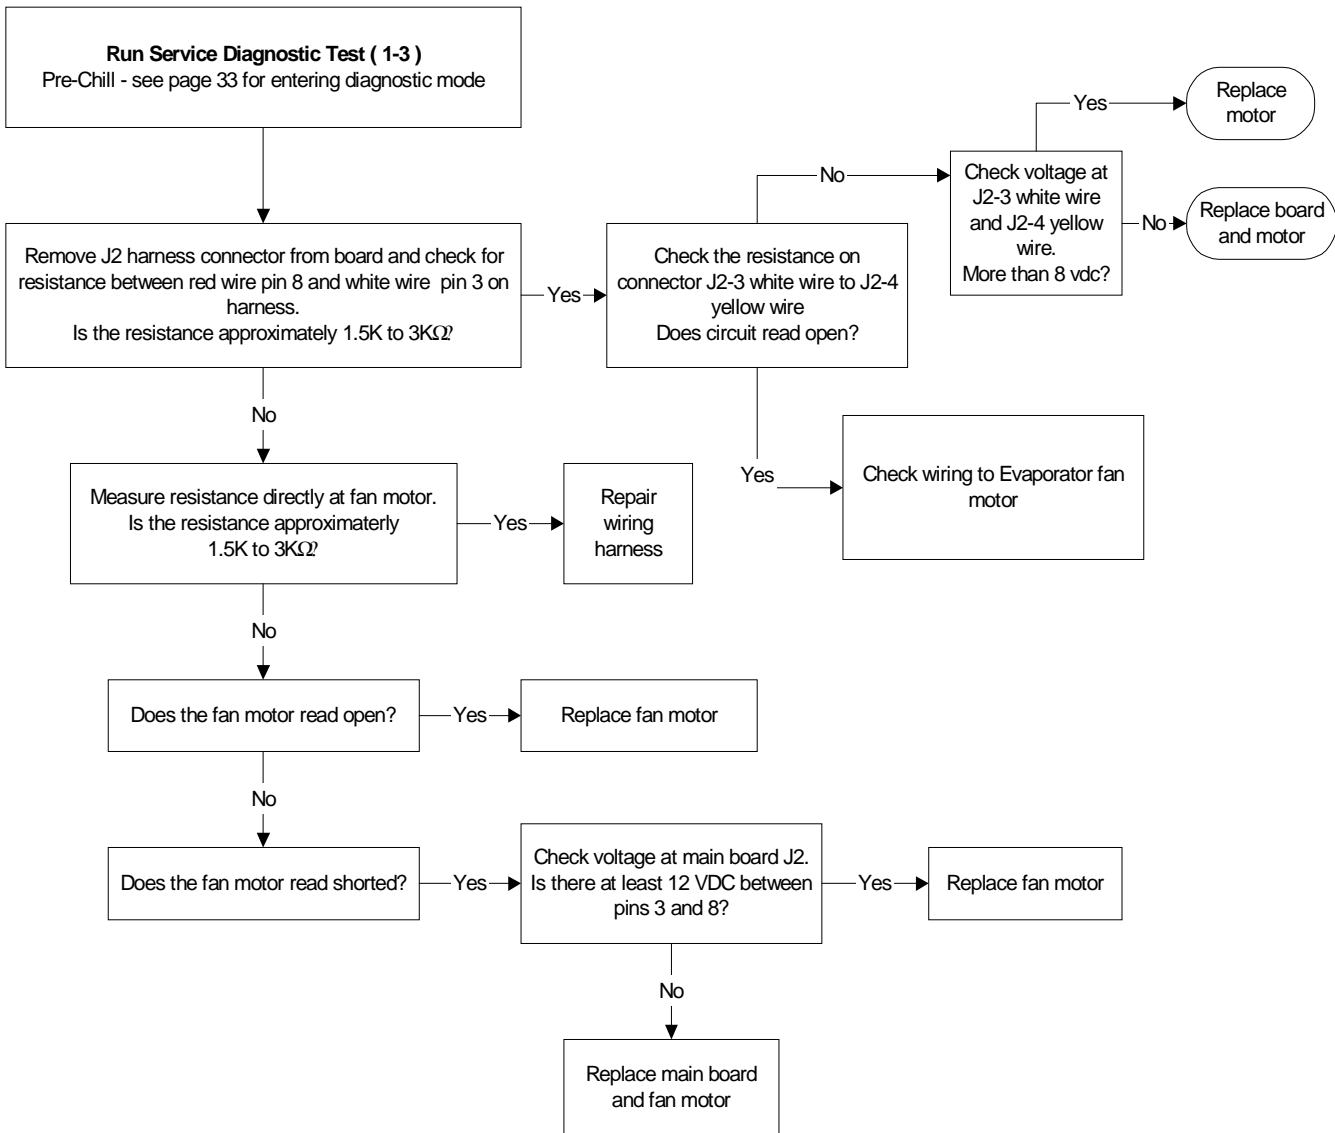 Run Service Diagnostic Test ( 1-3 )
Pre-Chill - see page 33 for entering diagnostic mode
Yes
Replace
motor
No
Check voltage at
J2-3 white wire
and J2-4 yellow
wire.
More than 8 vdc?
No
Replace board
and motor
Remove J2 harness connector from board and check for
resistance between red wire pin 8 and white wire pin 3 on
harness.
Is the resistance approximately 1.5K to 3KΩ?
Yes
Check the resistance on
connector J2-3 white wire to J2-4
yellow wire
Does circuit read open?
No
Yes
Check wiring to Evaporator fan
motor
Measure resistance directly at fan motor.
Is the resistance approximaterly
1.5K to 3KΩ?
Yes
Repair
wiring
harness
No
Does the fan motor read open?
Yes
Replace fan motor
No
Does the fan motor read shorted?
Yes
Check voltage at main board J2.
Is there at least 12 VDC between
pins 3 and 8?
Yes
Replace fan motor
No
Replace main board
and fan motor